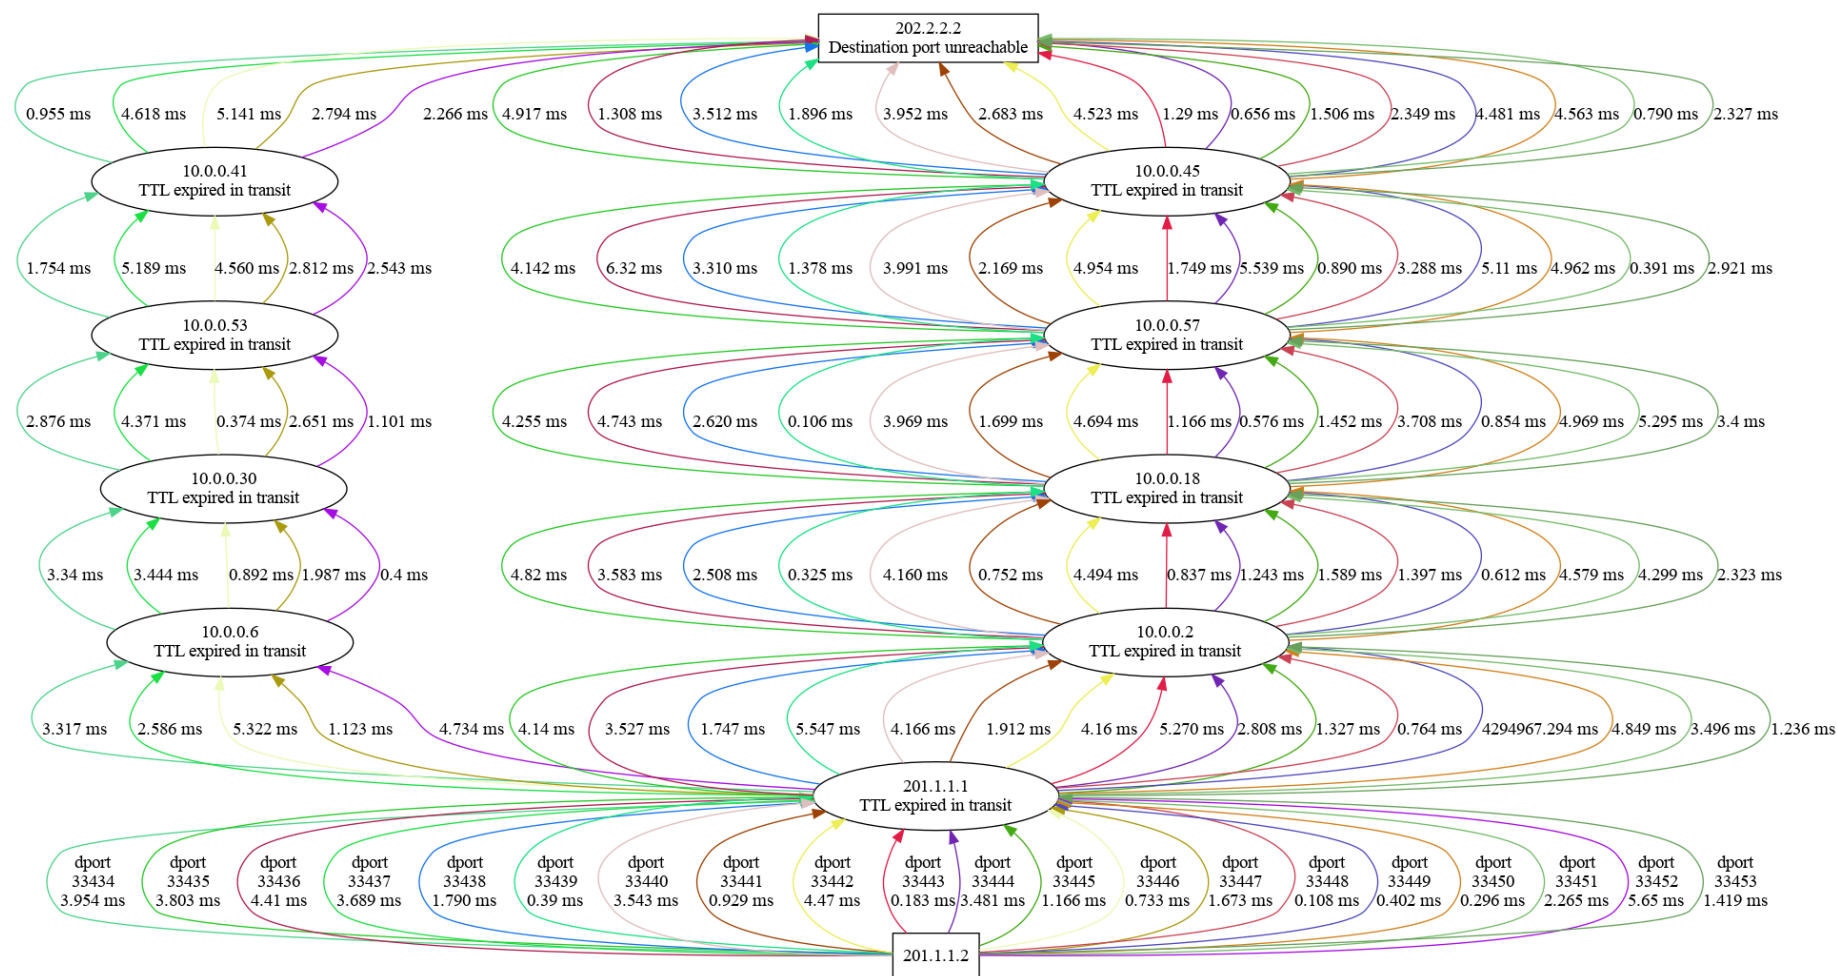 202.2.2.2
Destination port unreachable
0.955 ms
4.618 ms
5.141 ms
2.794 ms
2.266 ms
4.917 ms
1.308 ms
3.512 ms
1.896 ms
3.952 ms
2.683 ms
4.523 ms
1.29 ms
0.656 ms
1.506 ms
2.349 ms
4.481 ms
4.563 ms
0.790 ms
2.327 ms
10.0.0.41
TTL expired in transit
10.0.0.45
TTL expired in transit
1.754 ms
5.189 ms
4.560 ms
2.812 ms
2.543 ms
4.142 ms
6.32 ms
3.310 ms
1.378 ms
3.991 ms
2.169 ms
4.954 ms
1.749 ms
5.539 ms
0.890 ms
3.288 ms
5.11 ms
4.962 ms
0.391 ms
2.921 ms
10.0.0.53
TTL expired in transit
10.0.0.57
TTL expired in transit
2.876 ms
4.371 ms
0.374 ms
2.651 ms
1.101 ms
4.255 ms
4.743 ms
2.620 ms
0.106 ms
3.969 ms
1.699 ms
4.694 ms
1.166 ms
0.576 ms
1.452 ms
3.708 ms
0.854 ms
4.969 ms
5.295 ms
3.4 ms
10.0.0.30
TTL expired in transit
10.0.0.18
TTL expired in transit
3.34 ms
3.444 ms
0.892 ms
1.987 ms
0.4 ms
4.82 ms
3.583 ms
2.508 ms
0.325 ms
4.160 ms
0.752 ms
4.494 ms
0.837 ms
1.243 ms
1.589 ms
1.397 ms
0.612 ms
4.579 ms
4.299 ms
2.323 ms
10.0.0.6
TTL expired in transit
10.0.0.2
TTL expired in transit
3.317 ms
2.586 ms
5.322 ms
1.123 ms
4.734 ms
4.14 ms
3.527 ms
1.747 ms
5.547 ms
4.166 ms
1.912 ms
4.16 ms
5.270 ms
2.808 ms
1.327 ms
0.764 ms
4294967.294 ms
4.849 ms
3.496 ms
1.236 ms
201.1.1.1
TTL expired in transit
dport
33434
3.954 ms
dport
33435
3.803 ms
dport
33436
4.41 ms
dport
33437
3.689 ms
dport
33438
1.790 ms
dport
33439
0.39 ms
dport
33440
3.543 ms
dport
33441
0.929 ms
dport
33442
4.47 ms
dport
33443
0.183 ms
dport
33444
3.481 ms
dport
33445
1.166 ms
dport
33446
0.733 ms
dport
33447
1.673 ms
dport
33448
0.108 ms
dport
33449
0.402 ms
dport
33450
0.296 ms
dport
33451
2.265 ms
dport
33452
5.65 ms
dport
33453
1.419 ms
201.1.1.2